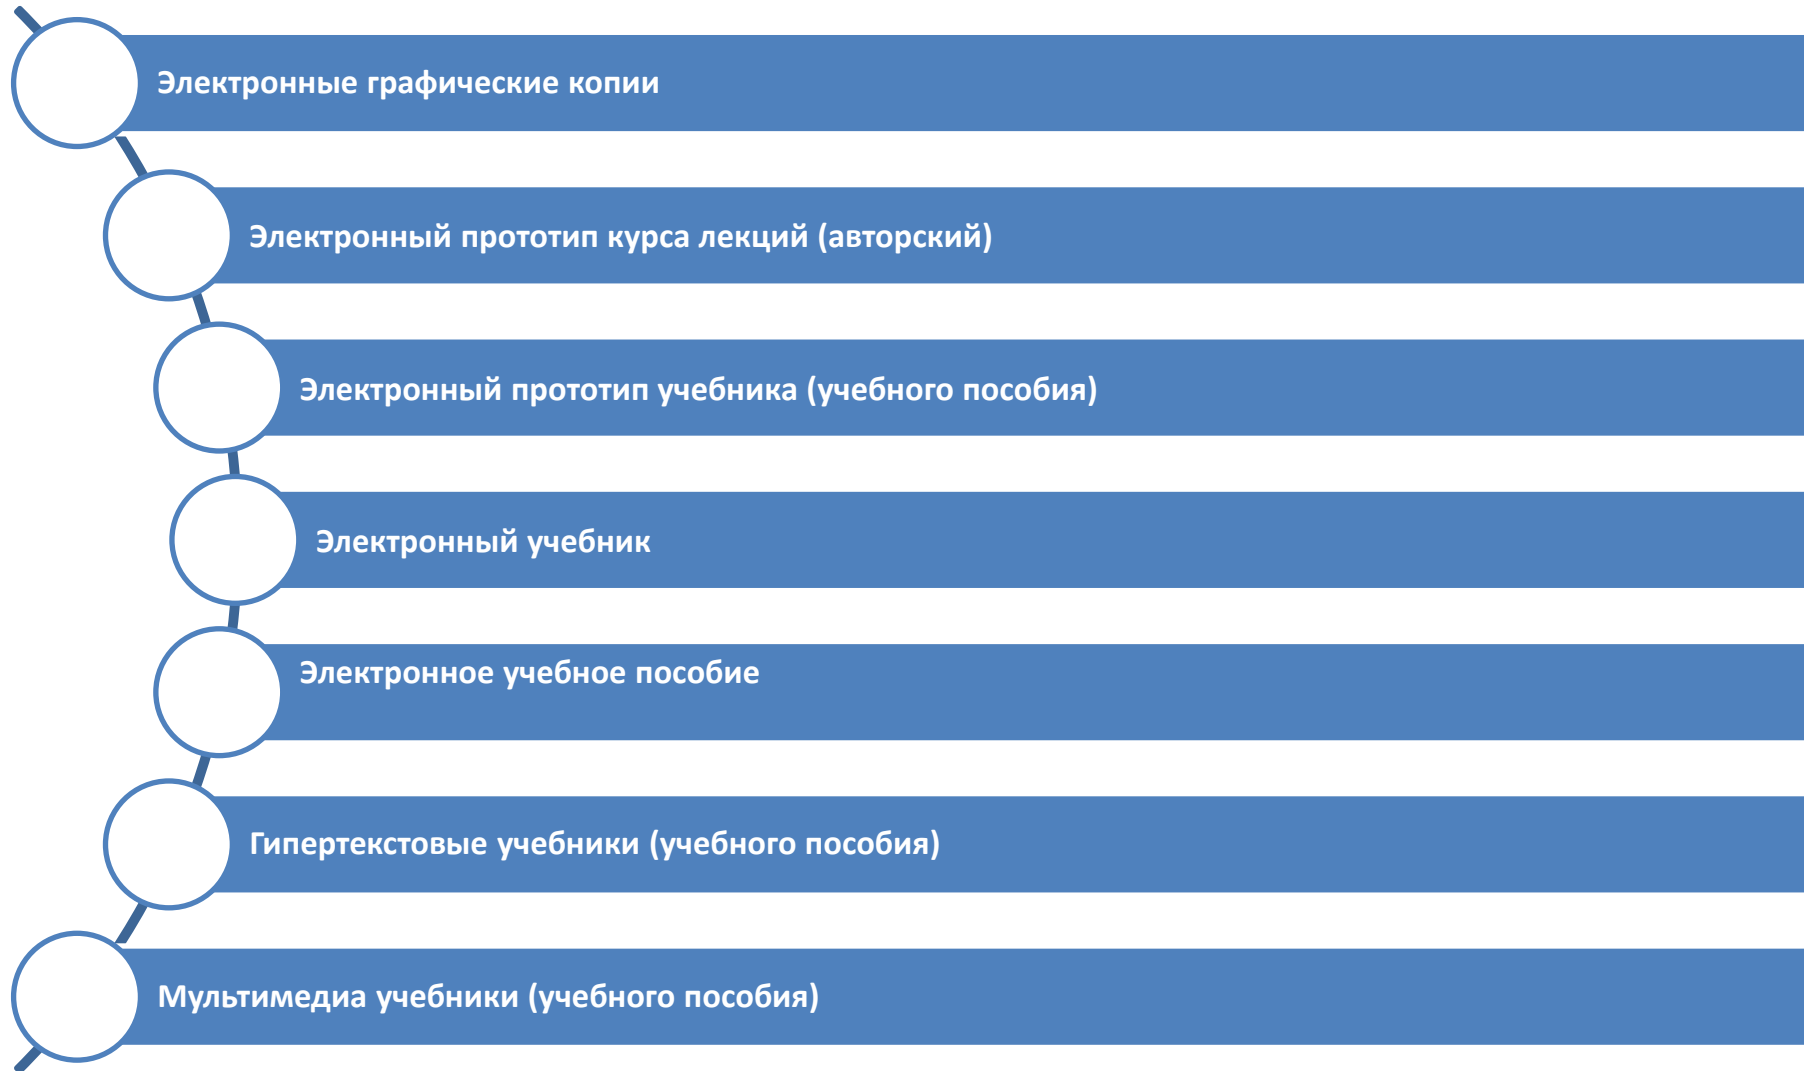 Электронные графические копии
Электронный прототип курса лекций (авторский)
Электронный прототип учебника (учебного пособия)
Электронный учебник
Электронное учебное пособие
Гипертекстовые учебники (учебного пособия)
Мультимедиа учебники (учебного пособия)